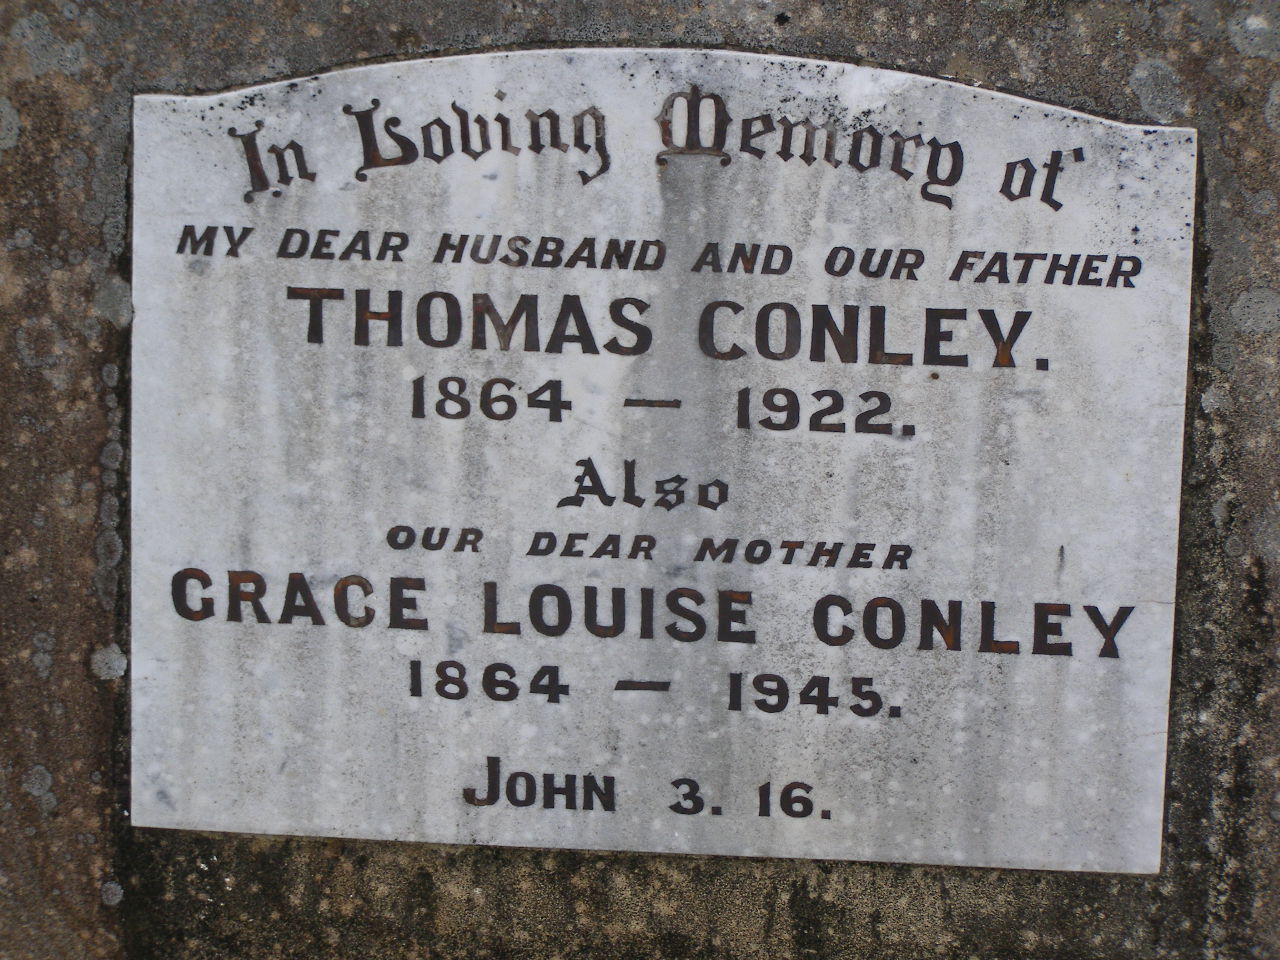 In Loving Memory of
MY DEAR HUSBAND AND OUR FATHER
THOMAS CONLEY.
1864 — 1922.
Also
OUR DEAR MOTHER
GRACE LOUISE CONLEY
1864 — 1945.
JOHN 3. 16.